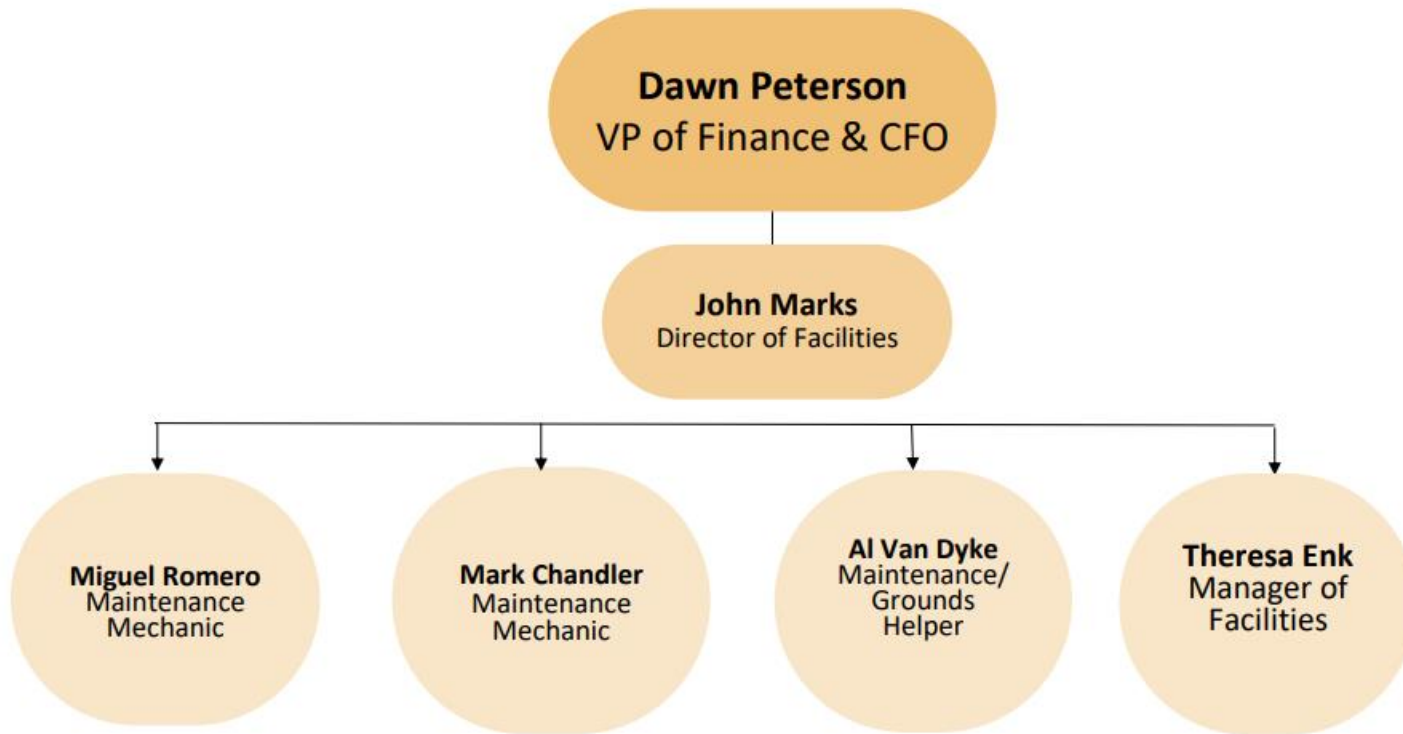 Dawn Peterson
VP of Finance & CFO
John Marks
Director of Facilities
Miguel Romero
Maintenance
Mechanic
Mark Chandler
Maintenance
Mechanic
Al Van Dyke
Maintenance/
Grounds
Helper
Theresa Enk
Manager of
Facilities